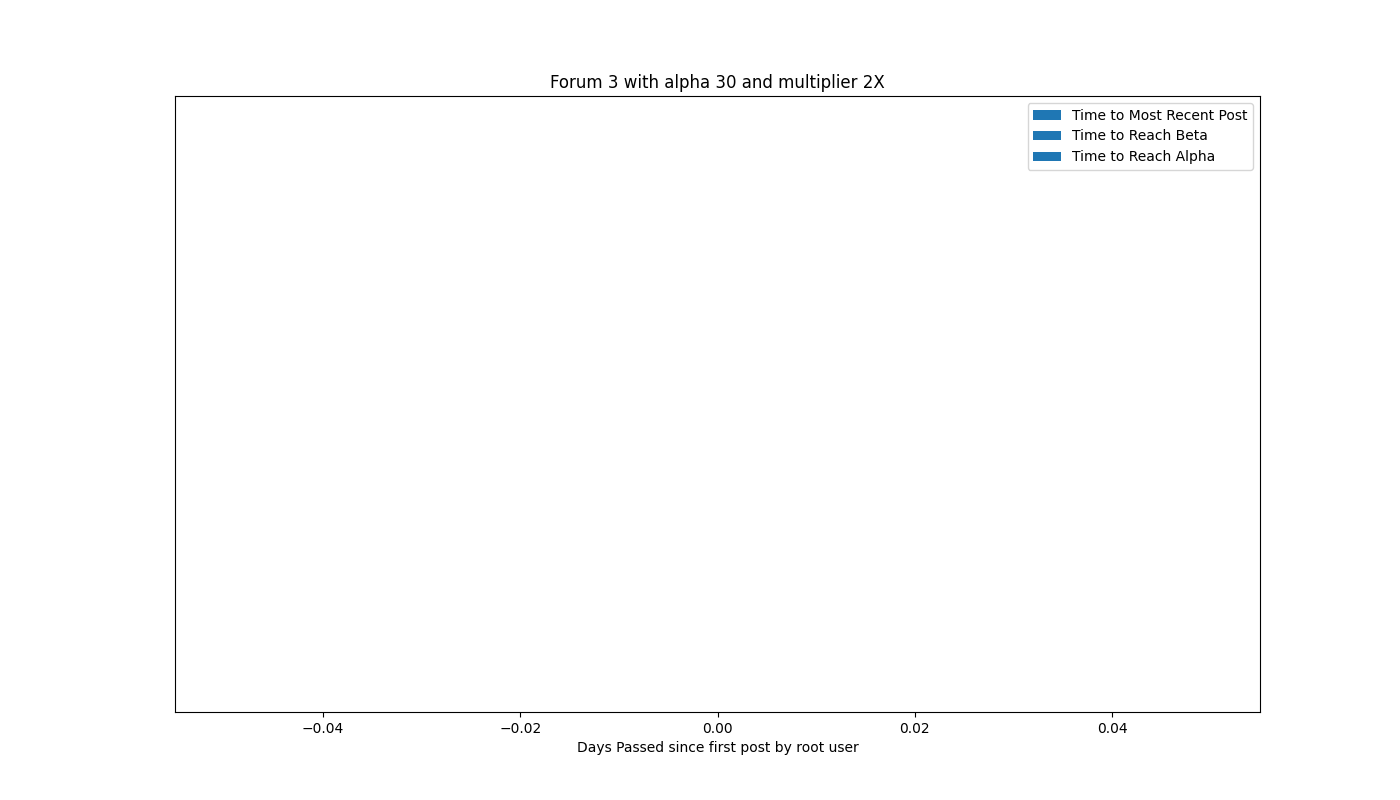 Forum 3 with alpha 30 and multiplier 2X
Time to Most Recent Post
Time to Reach Beta
Time to Reach Alpha
−0.04
−0.02
0.00
0.02
0.04
Days Passed since first post by root user